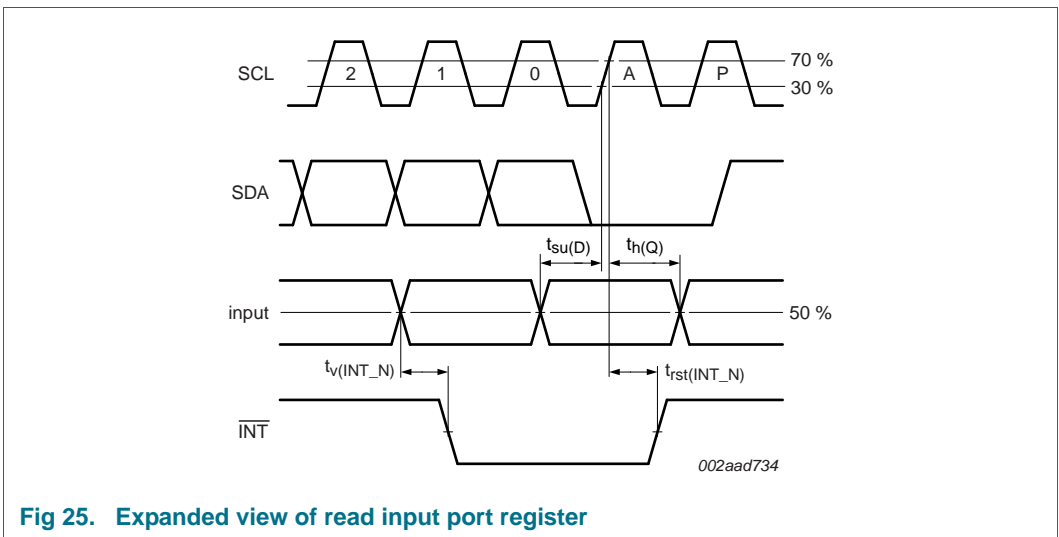 SCL
2 1 0 A P
70 %
30 %
SDA
tsu(D) th(Q)
input
50 %
tv(INT_N) trst(INT_N)
INT
002aad734
Fig 25. Expanded view of read input port register